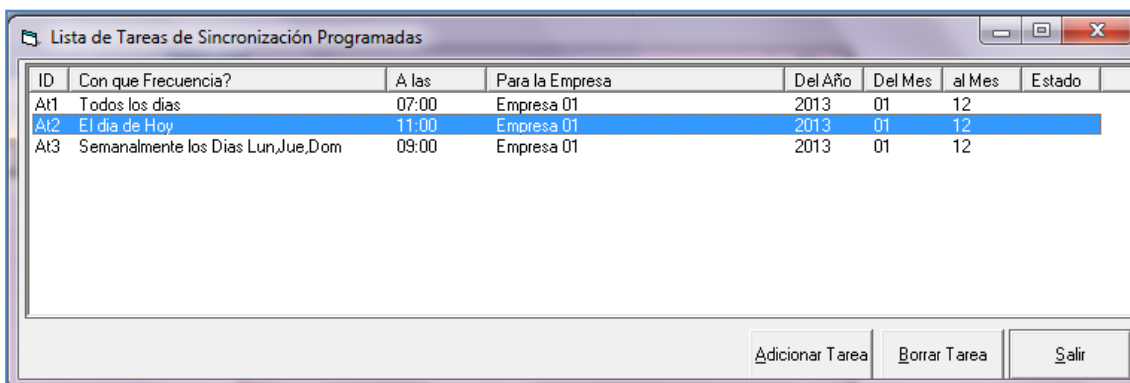 Lista de Tareas de Sincronización Programadas
ID Con que Frecuencia? A las Para la Empresa Del Año Del Mes al Mes Estado
At1 Todos los dias 07:00 Empresa 01 2013 01 12
At2 El dia de Hoy 11:00 Empresa 01 2013 01 12
At3 Semanalmente los Dias Lun,Jue,Dom 09:00 Empresa 01 2013 01 12
Adicionar Tarea Borrar Tarea Salir